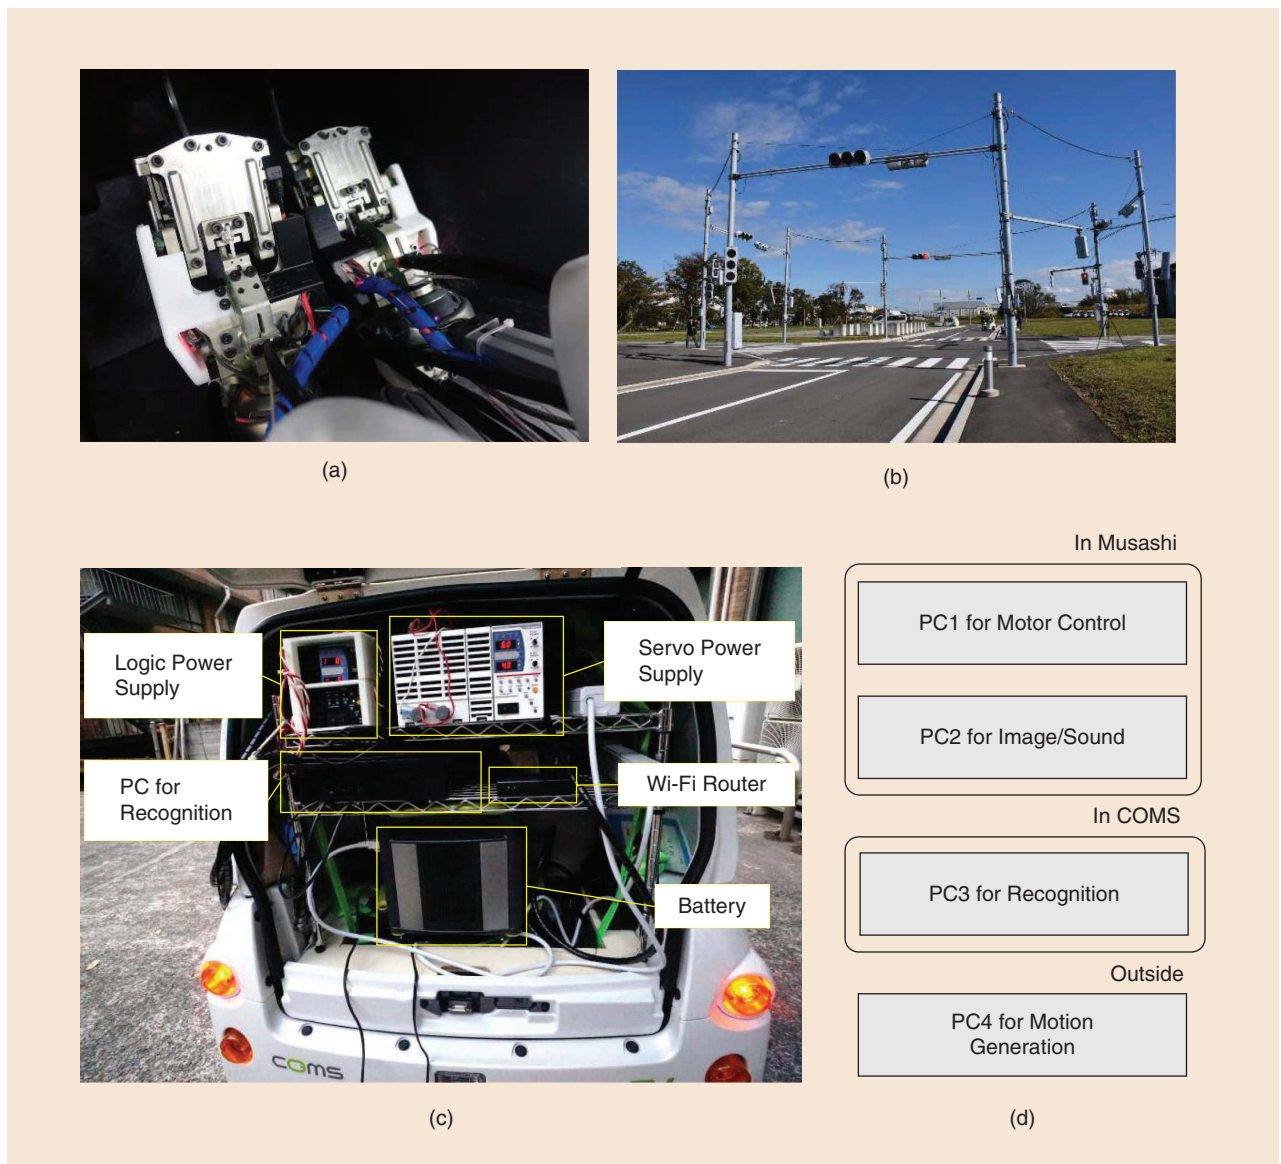 (a)
(b)
Logic Power
Supply
Servo Power
Supply
PC for
Recognition
Wi-Fi Router
Battery
COMS
(c)
In Musashi
PC1 for Motor Control
PC2 for Image/Sound
In COMS
PC3 for Recognition
Outside
PC4 for Motion
Generation
(d)